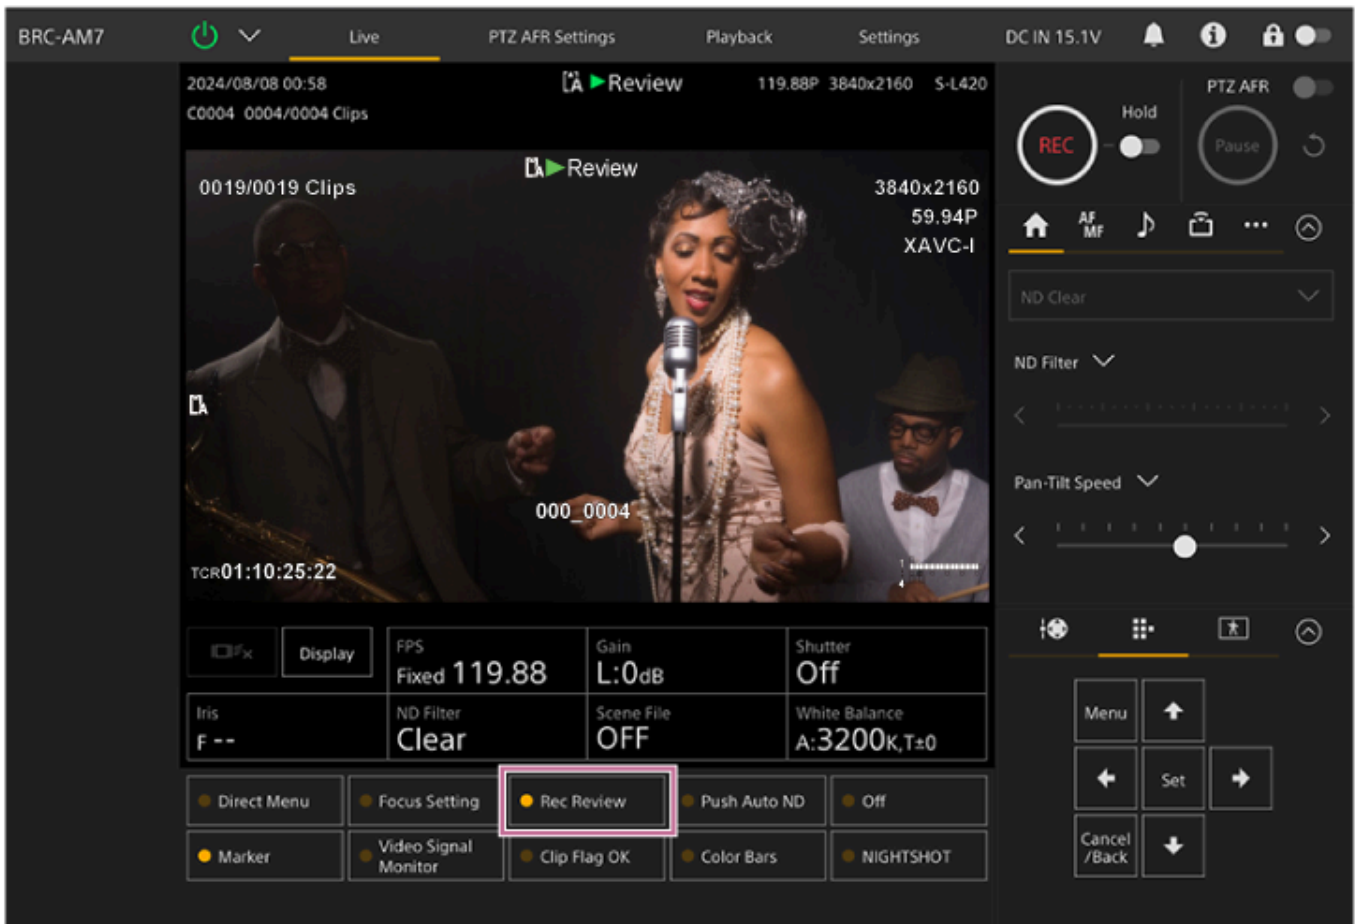 BRC-AM7
Live
PTZ AFR Settings
Playback
Settings
DC IN 15.1V
2024/08/08 00:58
A Review
119.88P 3840x2160 S-L420
C0004 0004/0004 Clips
A Review
0019/0019 Clips
3840x2160
59.94P
XAVC-I
A
000_0004
TCR01:10:25:22
1
4
Display
FPS
Fixed 119.88
Gain
L:0dB
Shutter
Off
Iris
F --
ND Filter
Clear
Scene File
OFF
White Balance
A:3200K,T±0
Direct Menu
Focus Setting
Rec Review
Push Auto ND
Off
Marker
Video Signal
Monitor
Clip Flag OK
Color Bars
NIGHTSHOT
PTZ AFR
REC
Hold
Pause
AF
MF
ND Clear
ND Filter
Pan-Tilt Speed
Menu
Set
Cancel
/Back